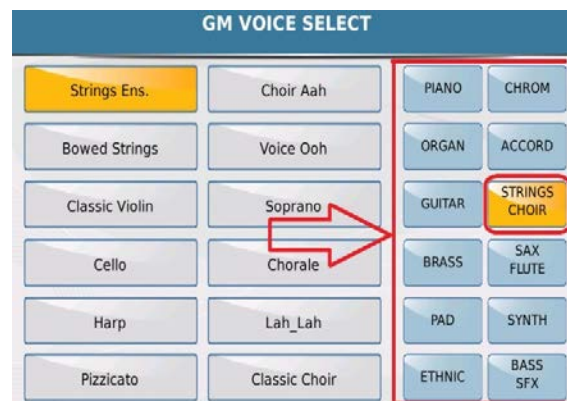 GM VOICE SELECT
Strings Ens.
Choir Aah
PIANO
CHROM
Bowed Strings
Voice Ooh
ORGAN
ACCORD
Classic Violin
Soprano
GUITAR
STRINGS
CHOIR
Cello
Chorale
BRASS
SAX
FLUTE
Harp
Lah_Lah
PAD
SYNTH
Pizzicato
Classic Choir
ETHNIC
BASS
SFX